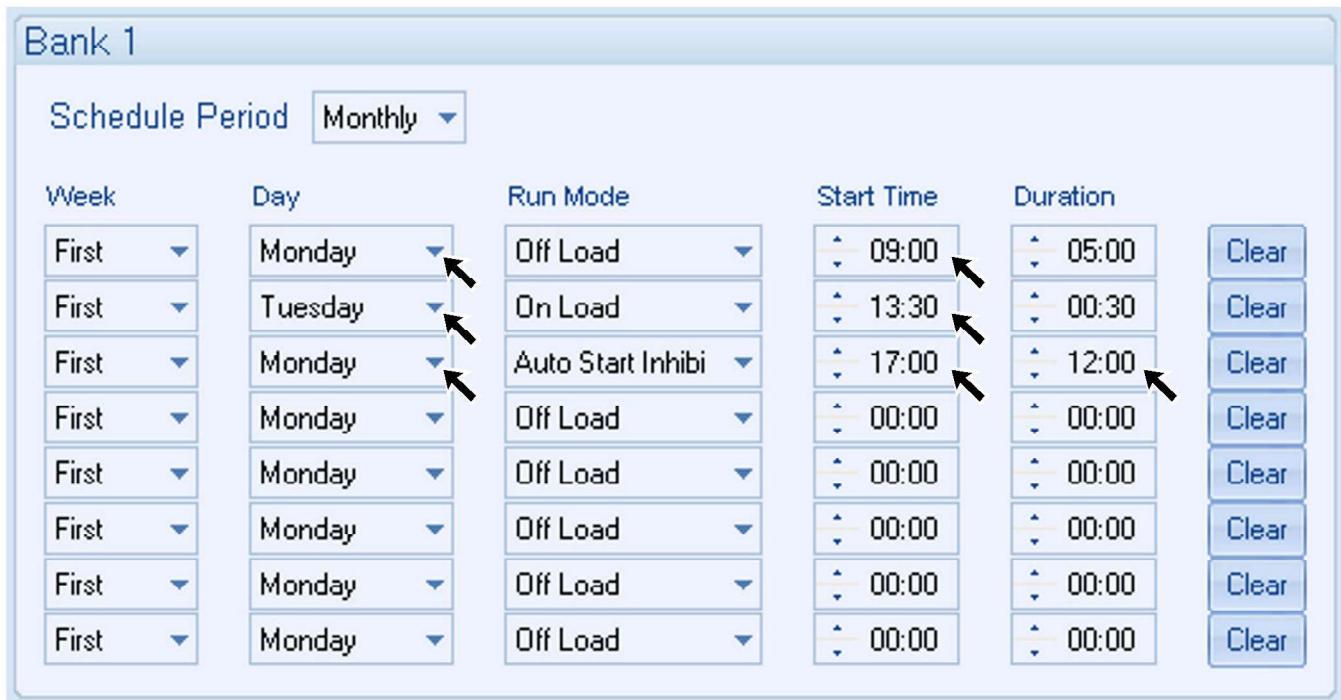 Bank 1
Schedule Period Monthly
Week Day Run Mode Start Time Duration
First Monday Off Load 09:00 05:00 Clear
First Tuesday On Load 13:30 00:30 Clear
First Monday Auto Start Inhibi 17:00 12:00 Clear
First Monday Off Load 00:00 00:00 Clear
First Monday Off Load 00:00 00:00 Clear
First Monday Off Load 00:00 00:00 Clear
First Monday Off Load 00:00 00:00 Clear
First Monday Off Load 00:00 00:00 Clear